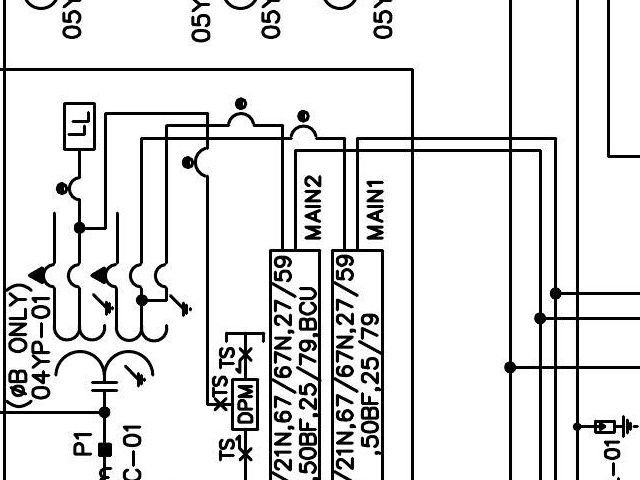 05Y
05Y
05Y
05Y
LL
MAIN2
MAIN1
(øB ONLY)
04YP-01
/21N,67/67N,27/59
,50BF,25/79,BCU
/21N,67/67N,27/59
,50BF,25/79
TS
TS
DPM
TS
P1
C-01
-01